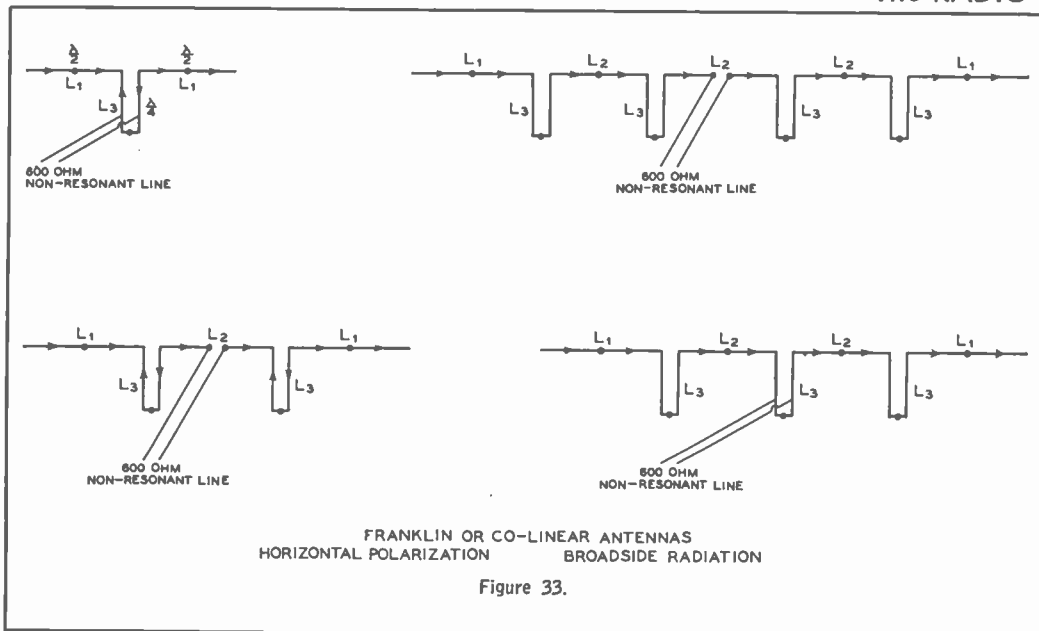 λ/2 λ/2
L1 L1
L3 λ/4
600 OHM
NON-RESONANT LINE
L1 L2 L2 L2 L1
L3 L3 L3 L3
600 OHM
NON-RESONANT LINE
L1 L2 L1
L3 L3
600 OHM
NON-RESONANT LINE
L1 L2 L2 L1
L3 L3 L3
600 OHM
NON-RESONANT LINE
FRANKLIN OR CO-LINEAR ANTENNAS
HORIZONTAL POLARIZATION BROADSIDE RADIATION
Figure 33.